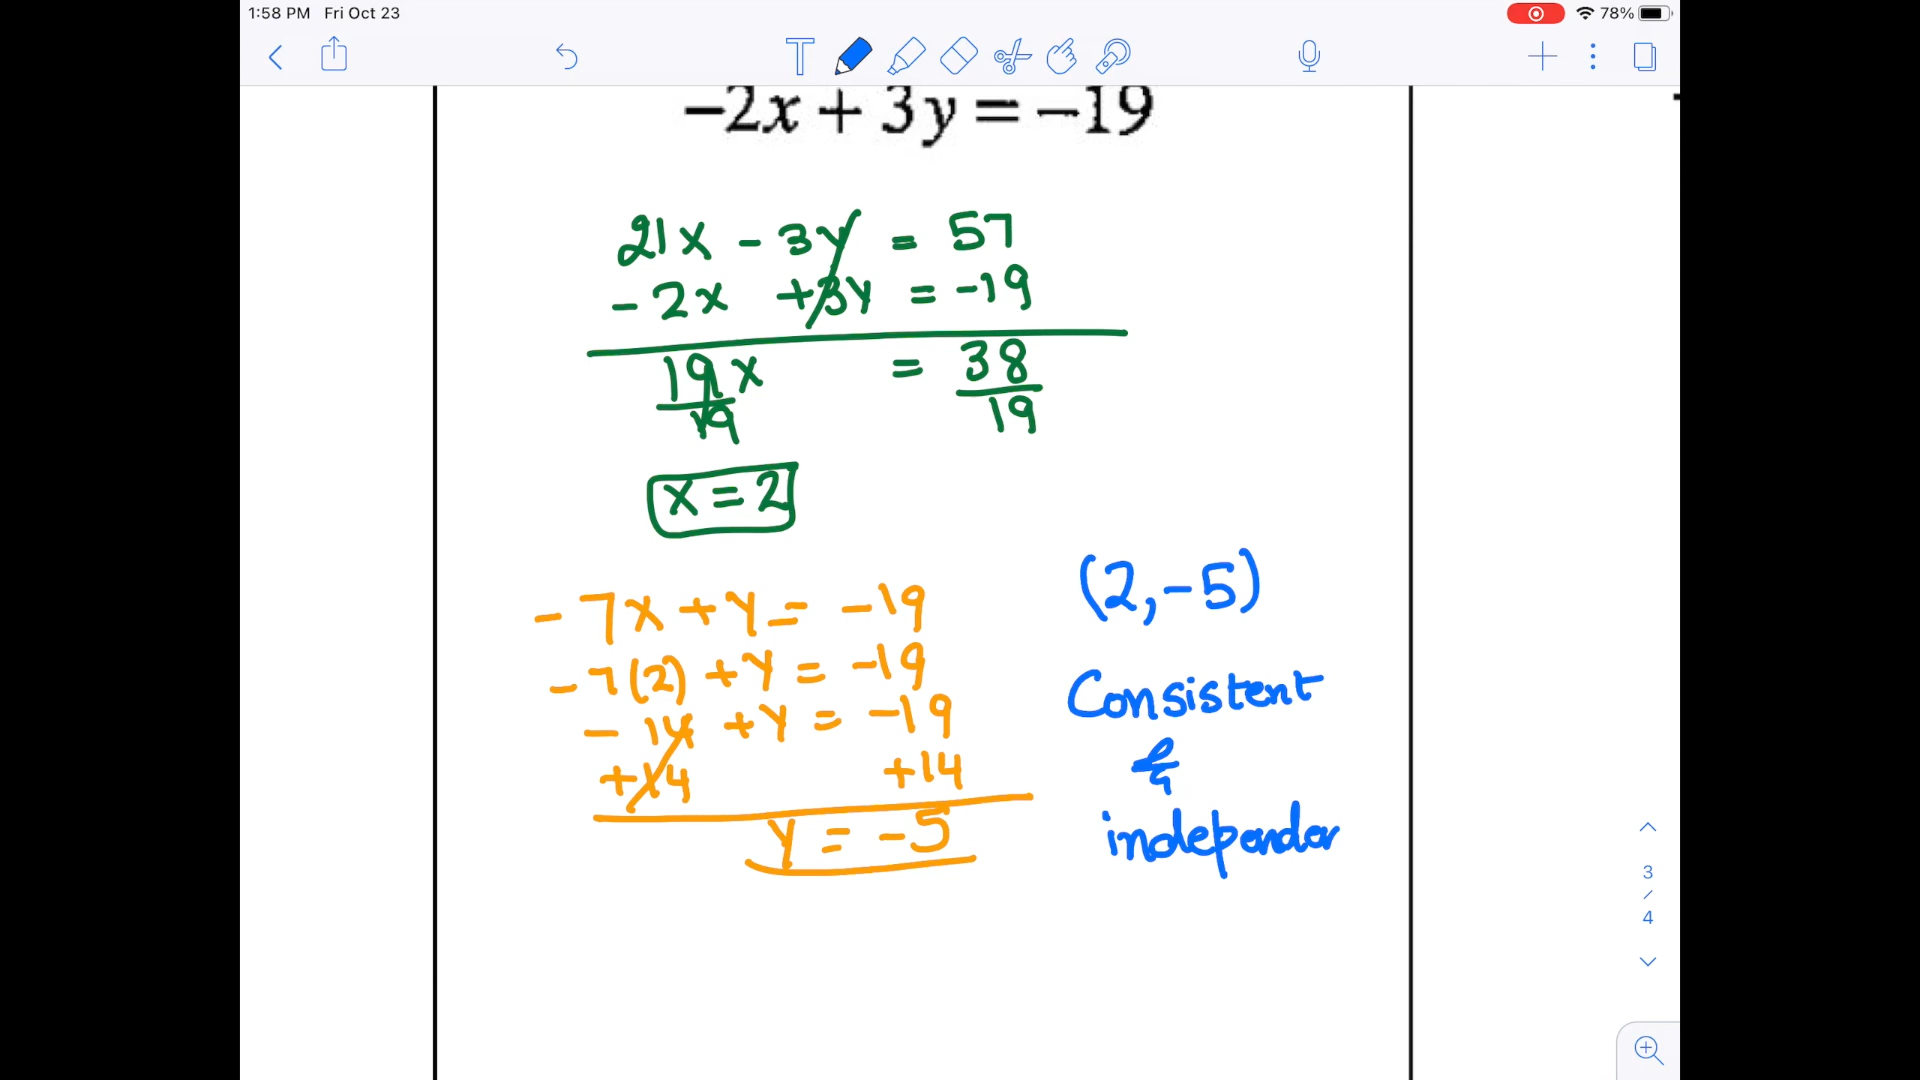 1:58 PM Fri Oct 23
78%
T
-2x + 3y = -19
21x - 3y = 57
-2x +3y = -19
19x = 38
19 19
x = 2
-7x + y = -19
-7(2) + y = -19
-14 + y = -19
+14 +14
y = -5
(2, -5)
Consistent
&
independen
3
/
4